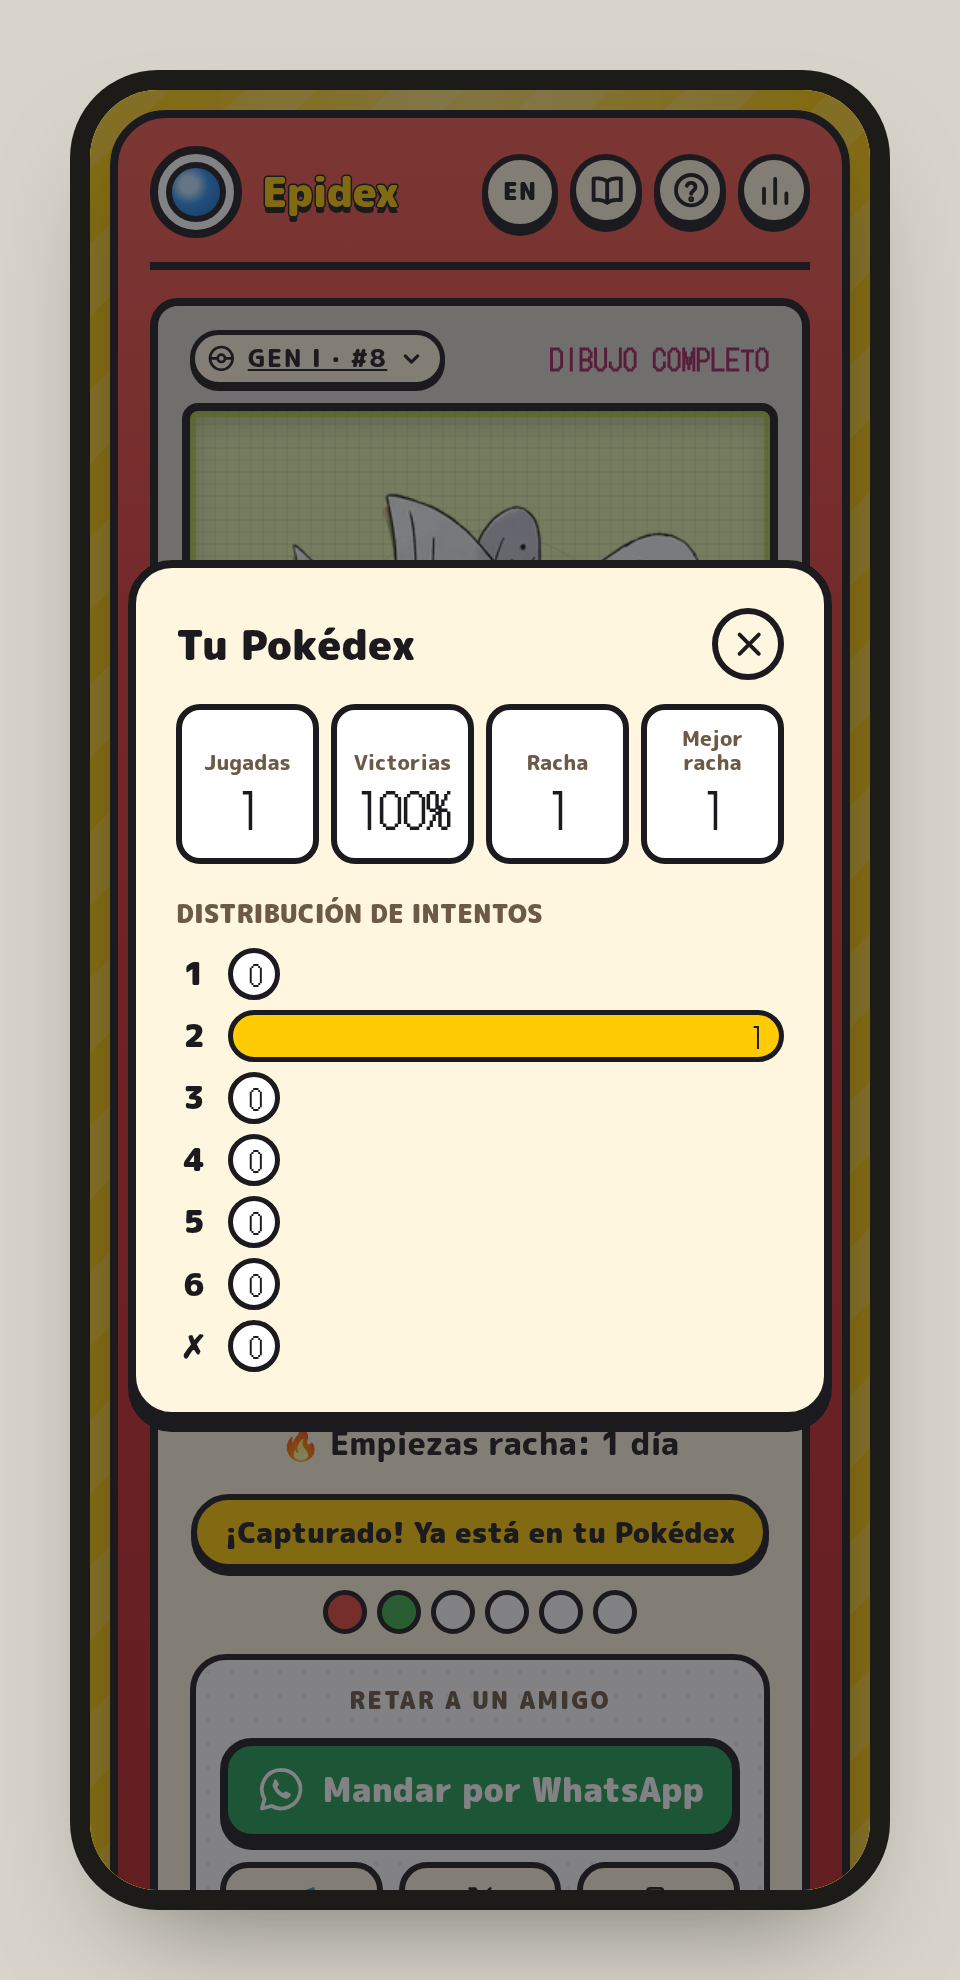 Epidex
EN
GEN I · #8
DIBUJO COMPLETO
Tu Pokédex
Jugadas
1
Victorias
100%
Racha
1
Mejor
racha
1
DISTRIBUCIÓN DE INTENTOS
1 0
2 1
3 0
4 0
5 0
6 0
✗ 0
🔥 Empiezas racha: 1 día
¡Capturado! Ya está en tu Pokédex
RETAR A UN AMIGO
Mandar por WhatsApp